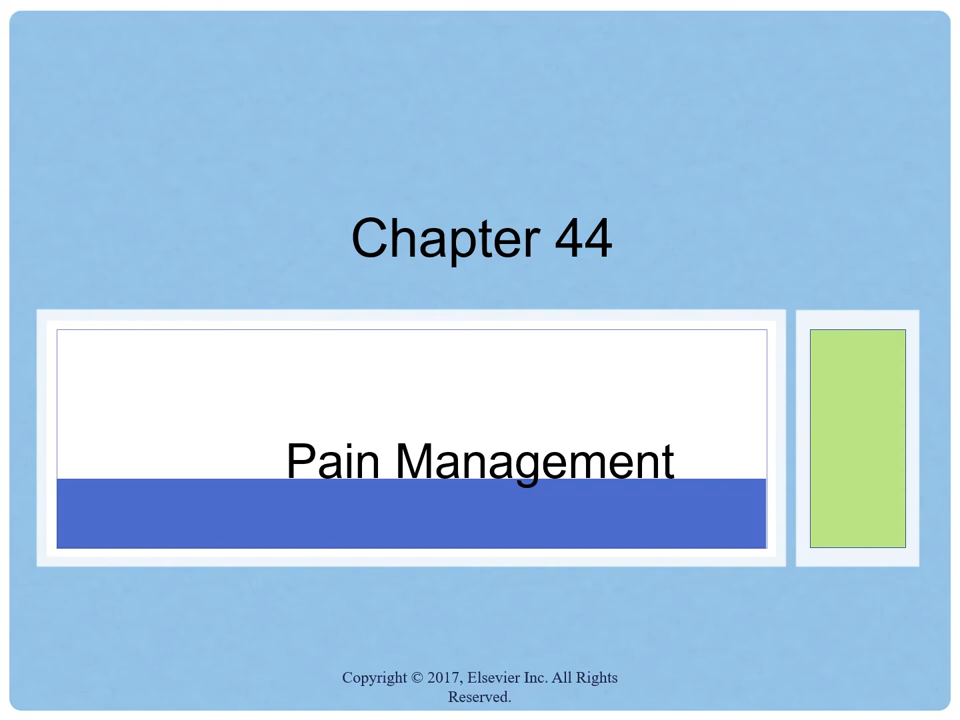 Chapter 44
Pain Management
Copyright © 2017, Elsevier Inc. All Rights
Reserved.